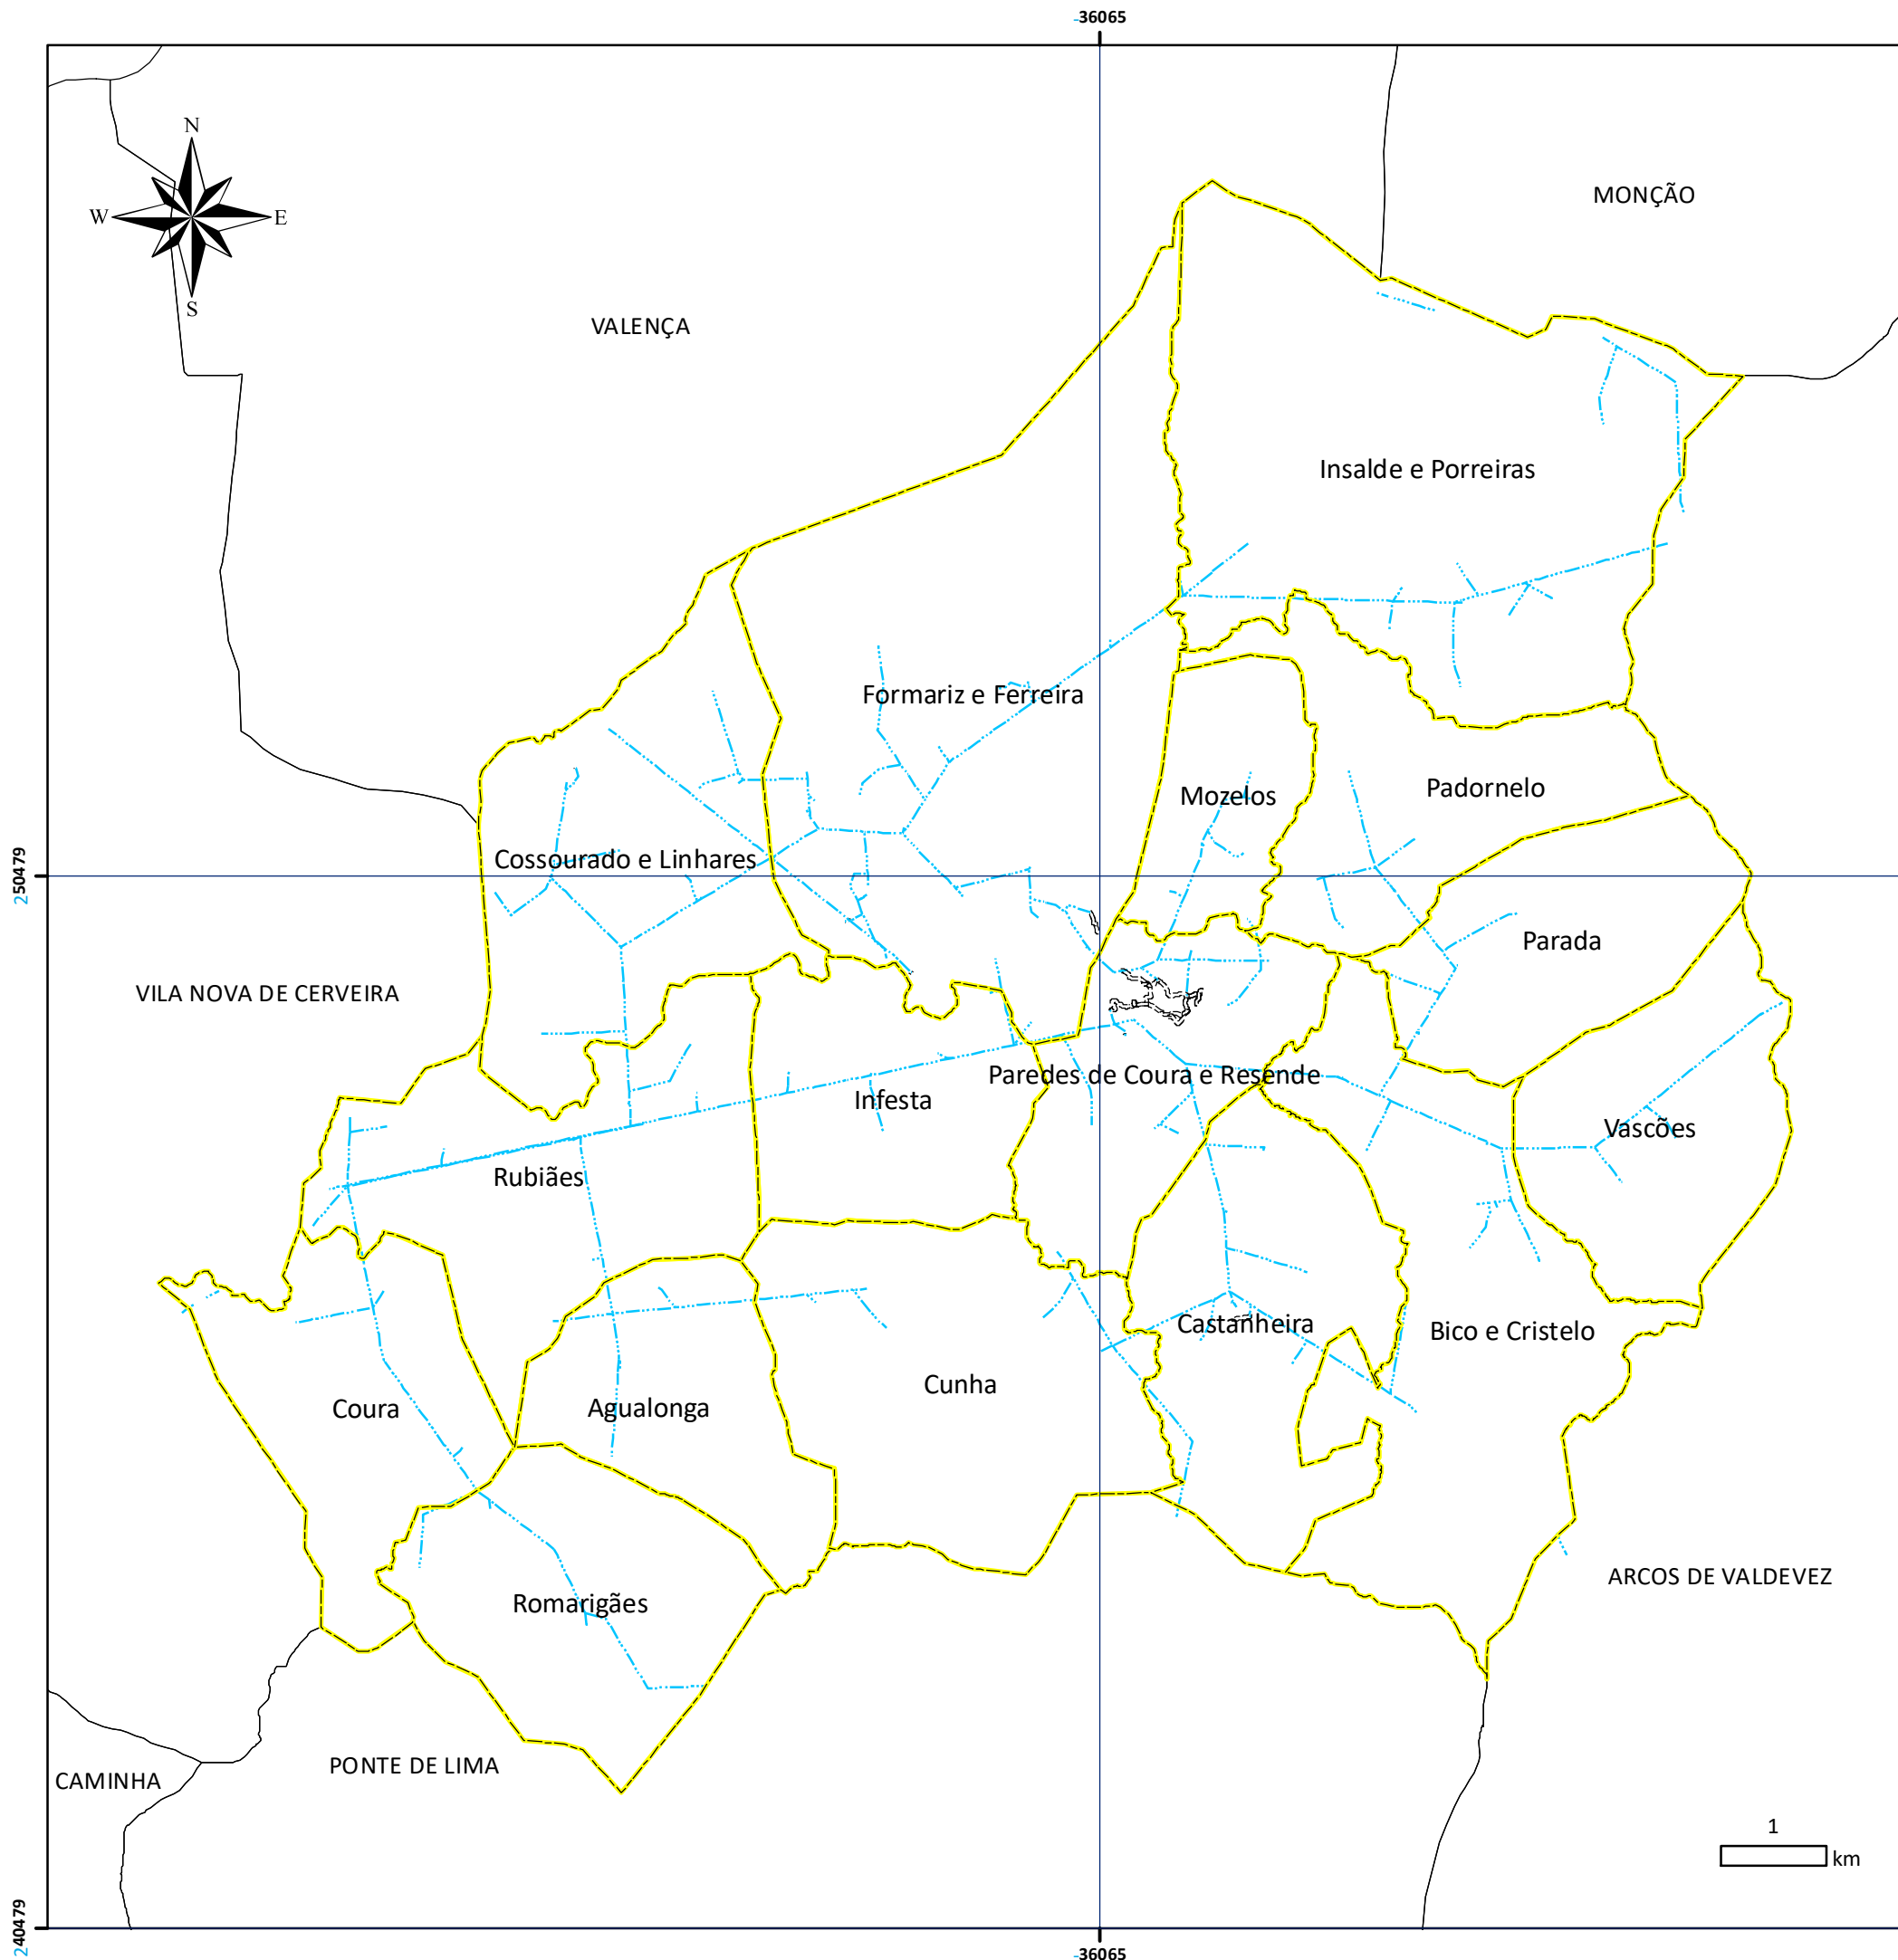 -36065
N
W
E
S
MONÇÃO
VALENÇA
Insalde e Porreiras
Formariz e Ferreira
Mozelos
Padornelo
Cossourado e Linhares
250479
Parada
VILA NOVA DE CERVEIRA
Paredes de Coura e Resende
Infesta
Vascões
Rubiães
Castanheira
Bico e Cristelo
Cunha
Coura
Agualonga
ARCOS DE VALDEVEZ
Romarigães
PONTE DE LIMA
CAMINHA
1
km
240479
-36065